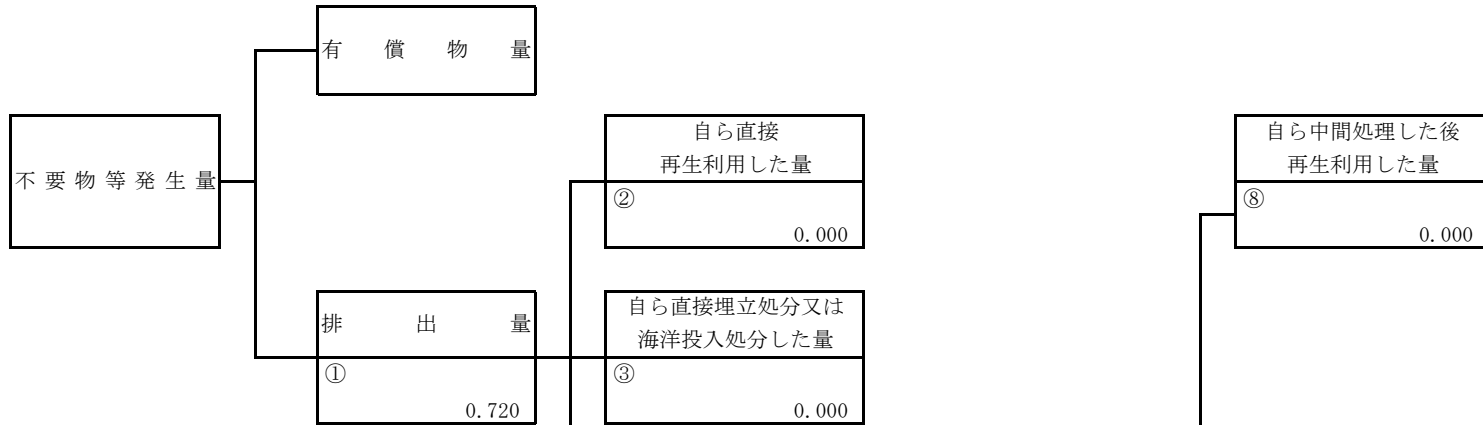 有償物量
不要物等発生量
自ら直接
再生利用した量
②
0.000
自ら中間処理した後
再生利用した量
⑧
0.000
排出量
①
0.720
自ら直接埋立処分又は
海洋投入処分した量
③
0.000